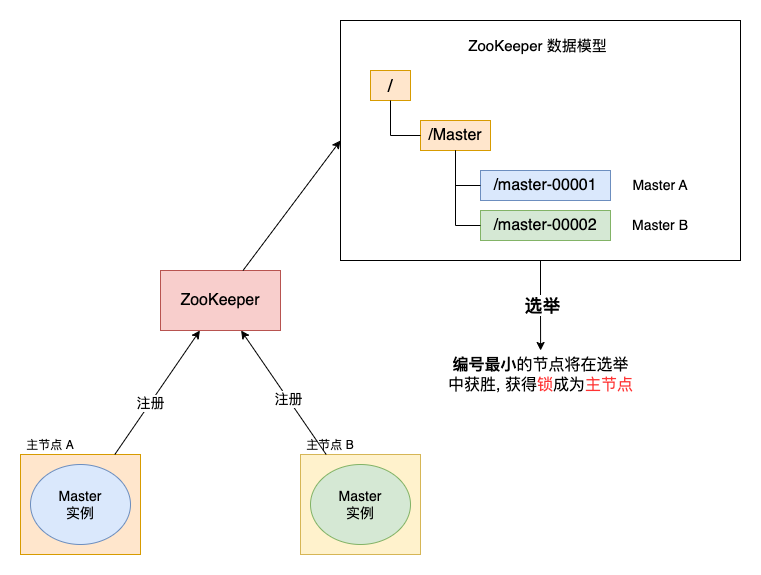 ZooKeeper 数据模型
/
/Master
/master-00001
Master A
/master-00002
Master B
选举
编号最小的节点将在选举
中获胜, 获得锁成为主节点
ZooKeeper
注册
注册
主节点 A
Master
实例
主节点 B
Master
实例